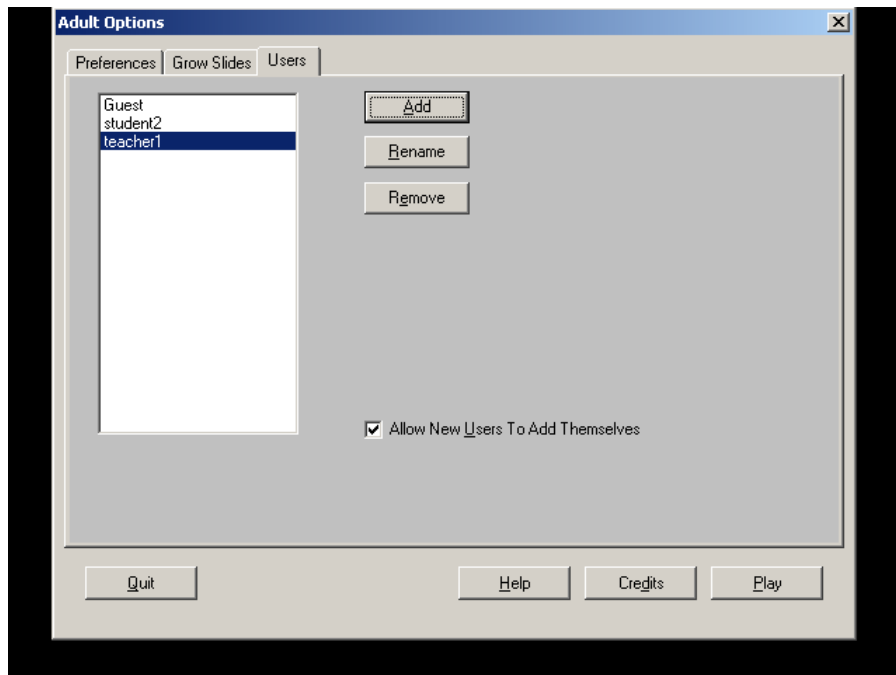 Adult Options
Preferences Grow Slides Users
Guest
student2
teacher1
Add
Rename
Remove
Allow New Users To Add Themselves
Quit Help Credits Play